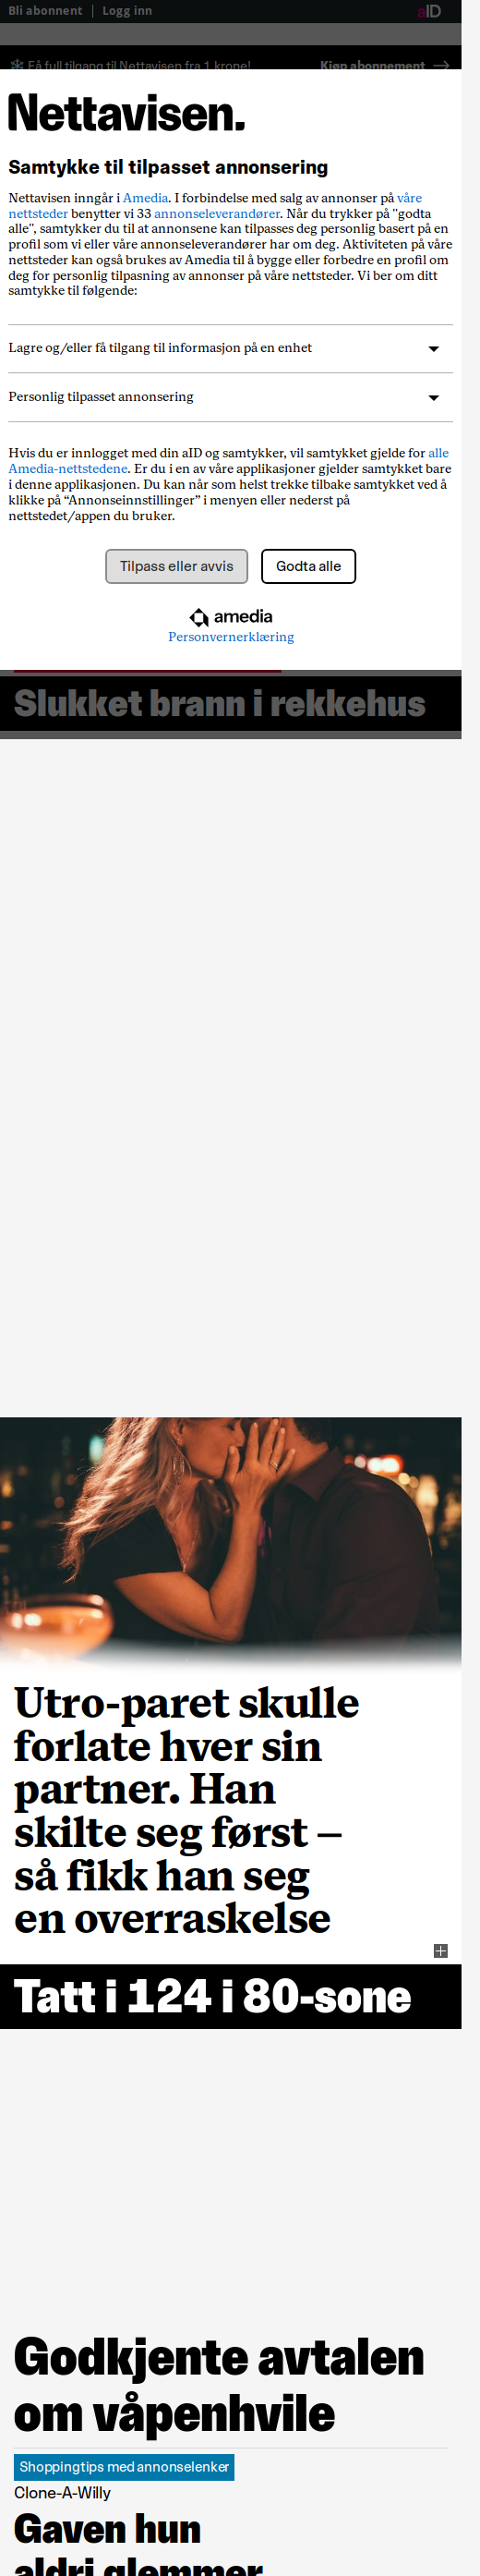 Bli abonnent | Logg inn
aID
Få full tilgang til Nettavisen fra 1 krone!
Kjøp abonnement →
Nettavisen.
Samtykke til tilpasset annonsering
Nettavisen inngår i Amedia. I forbindelse med salg av annonser på våre
nettsteder benytter vi 33 annonseleverandører. Når du trykker på "godta
alle", samtykker du til at annonsene kan tilpasses deg personlig basert på en
profil som vi eller våre annonseleverandører har om deg. Aktiviteten på våre
nettsteder kan også brukes av Amedia til å bygge eller forbedre en profil om
deg for personlig tilpasning av annonser på våre nettsteder. Vi ber om ditt
samtykke til følgende:
Lagre og/eller få tilgang til informasjon på en enhet
Personlig tilpasset annonsering
Hvis du er innlogget med din aID og samtykker, vil samtykket gjelde for alle
Amedia-nettstedene. Er du i en av våre applikasjoner gjelder samtykket bare
i denne applikasjonen. Du kan når som helst trekke tilbake samtykket ved å
klikke på “Annonseinnstillinger” i menyen eller nederst på
nettstedet/appen du bruker.
Tilpass eller avvis
Godta alle
amedia
Personvernerklæring
Slukket brann i rekkehus
Utro-paret skulle
forlate hver sin
partner. Han
skilte seg først –
så fikk han seg
en overraskelse
Tatt i 124 i 80-sone
Godkjente avtalen
om våpenhvile
Shoppingtips med annonselenker
Clone-A-Willy
Gaven hun
aldri glemmer